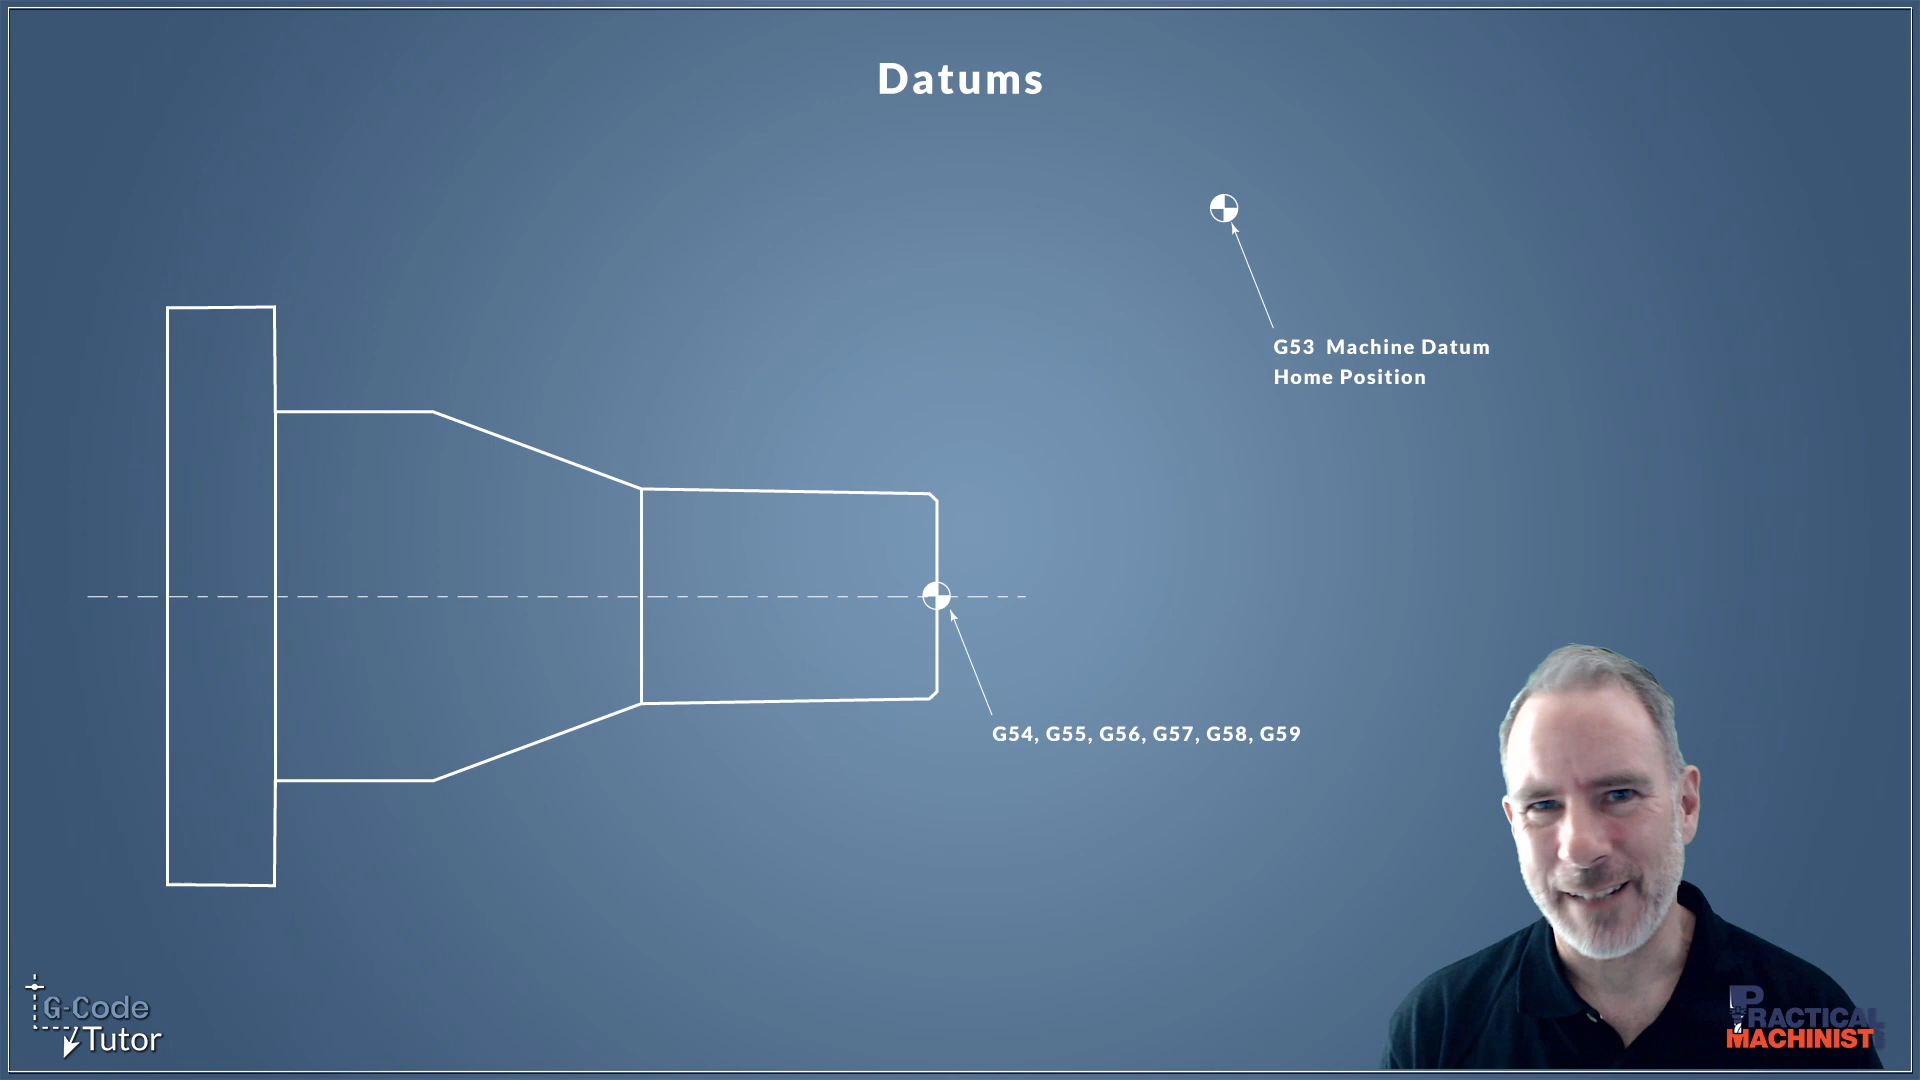 Datums
G53  Machine Datum
Home Position
G54, G55, G56, G57, G58, G59
G-Code
Tutor
PRACTICAL
MACHINIST